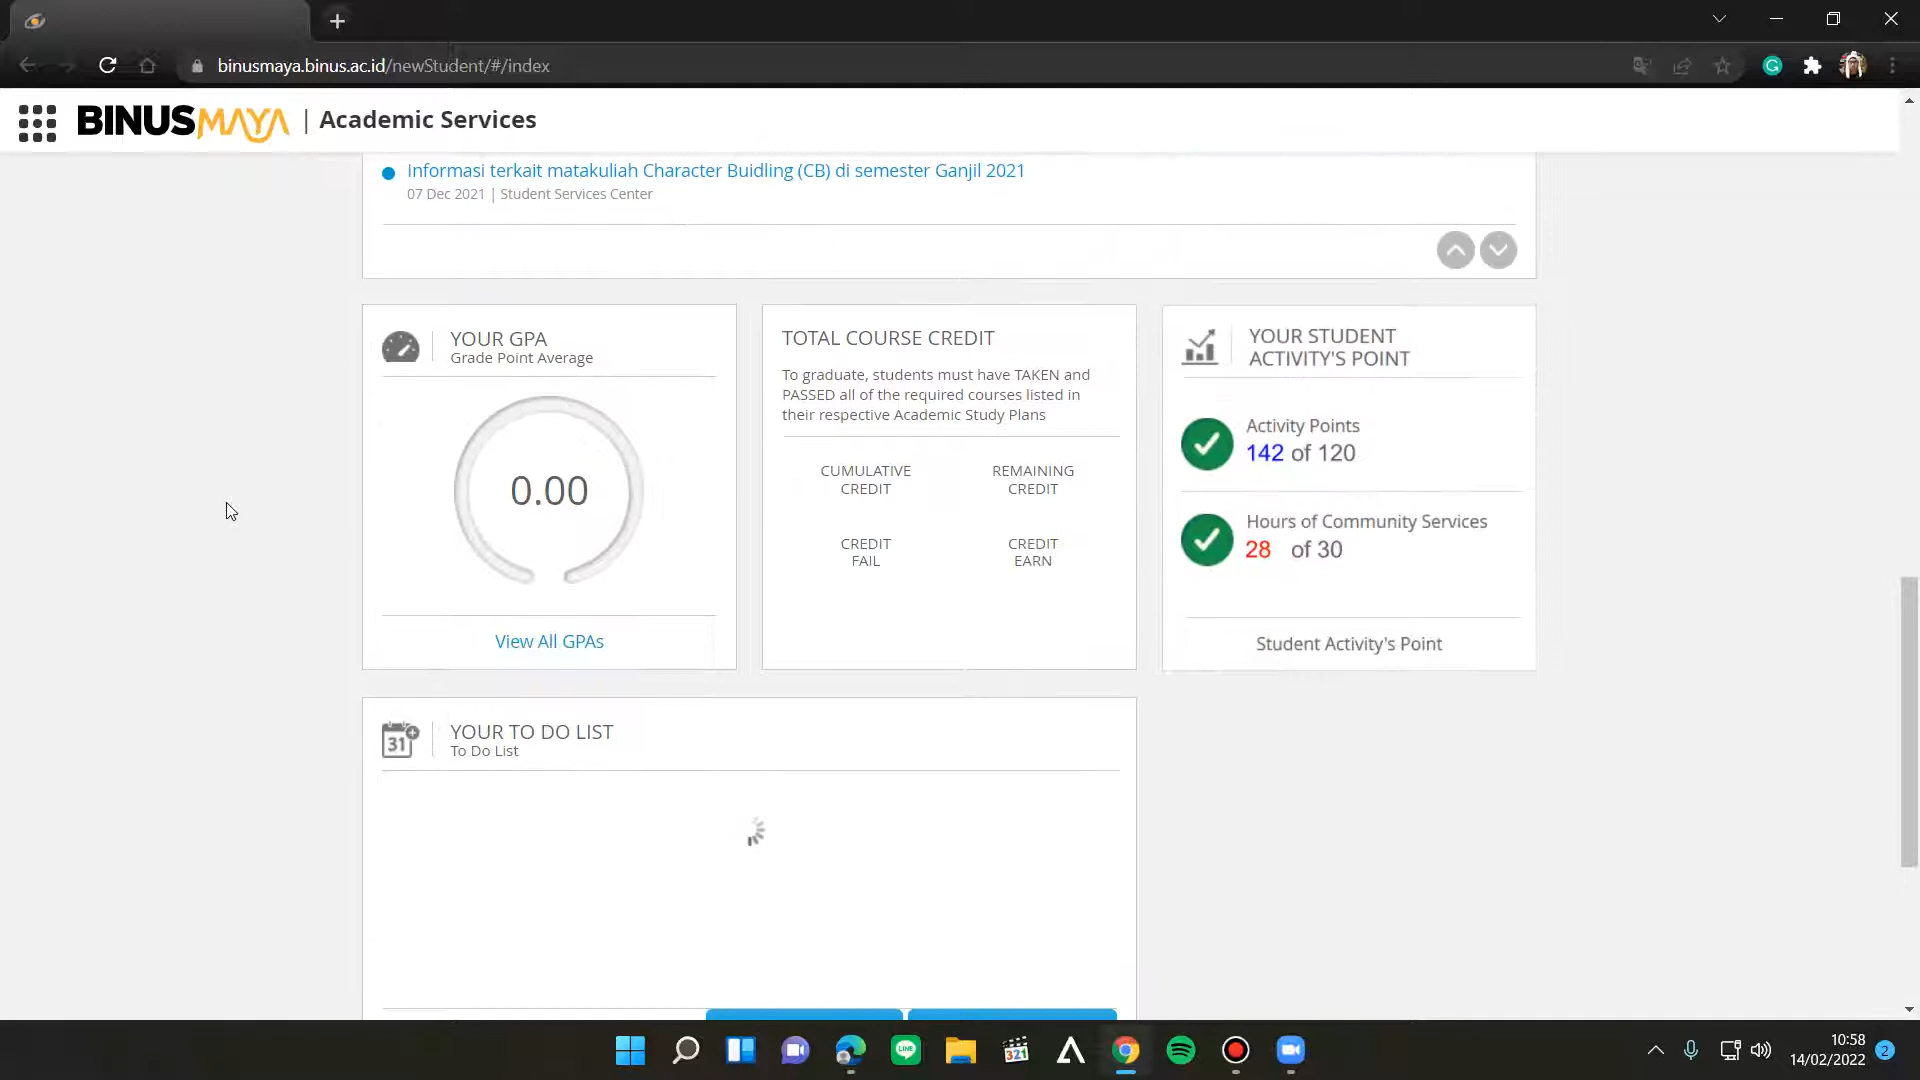 binusmaya.binus.ac.id/newStudent/#/index
BINUSMAYA | Academic Services
Informasi terkait matakuliah Character Buidling (CB) di semester Ganjil 2021
07 Dec 2021 | Student Services Center
YOUR GPA
Grade Point Average
0.00
View All GPAs
TOTAL COURSE CREDIT
To graduate, students must have TAKEN and
PASSED all of the required courses listed in
their respective Academic Study Plans
CUMULATIVE
CREDIT
REMAINING
CREDIT
CREDIT
FAIL
CREDIT
EARN
YOUR STUDENT
ACTIVITY'S POINT
Activity Points
142 of 120
Hours of Community Services
28 of 30
Student Activity's Point
31
YOUR TO DO LIST
To Do List
LINE
321
10:58
14/02/2022
2